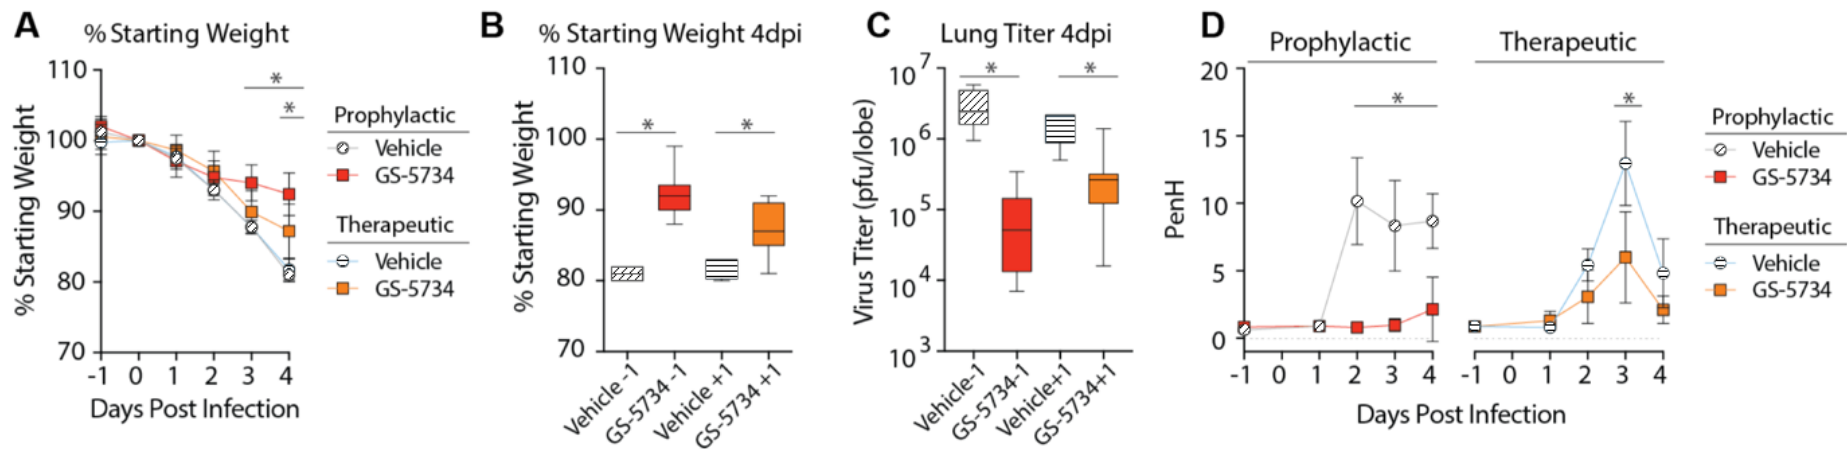 A
% Starting Weight
% Starting Weight
110
100
90
80
70
-1 0 1 2 3 4
Days Post Infection
*
*
Prophylactic
Vehicle
GS-5734
Therapeutic
Vehicle
GS-5734
B
% Starting Weight 4dpi
% Starting Weight
110
100
90
80
70
*
*
Vehicle -1
GS-5734 -1
Vehicle +1
GS-5734 +1
C
Lung Titer 4dpi
Virus Titer (pfu/lobe)
10 7
10 6
10 5
10 4
10 3
*
*
Vehicle-1
GS-5734-1
Vehicle+1
GS-5734+1
D
Prophylactic
Therapeutic
PenH
20
15
10
5
0
*
*
-1 0 1 2 3 4
-1 0 1 2 3 4
Days Post Infection
Prophylactic
Vehicle
GS-5734
Therapeutic
Vehicle
GS-5734